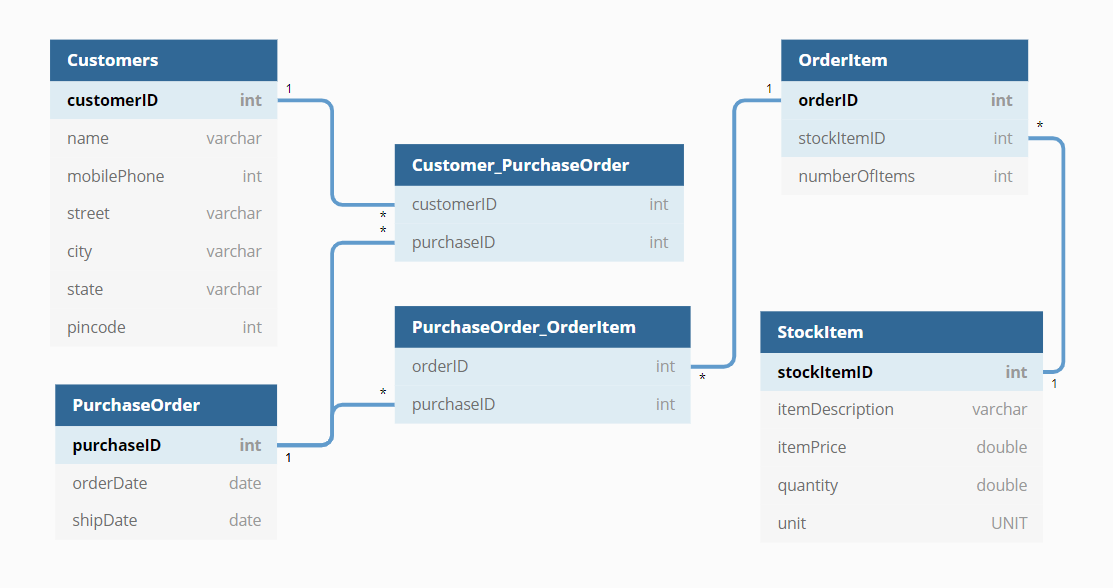 Customers
customerID int
name varchar
mobilePhone int
street varchar
city varchar
state varchar
pincode int
1
PurchaseOrder
purchaseID int
orderDate date
shipDate date
1
Customer_PurchaseOrder
customerID int
purchaseID int
*
*
PurchaseOrder_OrderItem
orderID int
purchaseID int
*
*
OrderItem
orderID int
stockItemID int
numberOfItems int
1
*
StockItem
stockItemID int
itemDescription varchar
itemPrice double
quantity double
unit UNIT
1